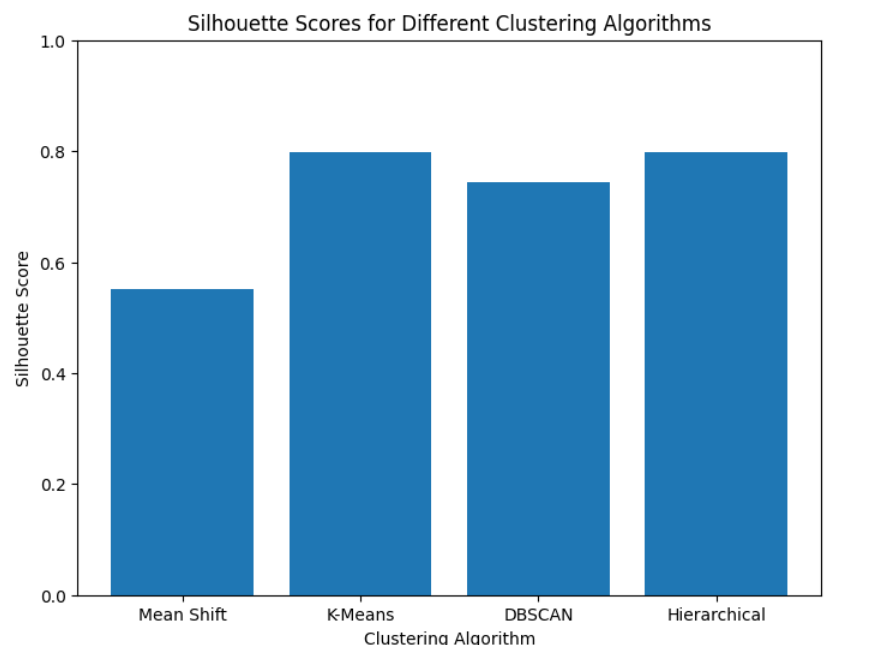 Silhouette Scores for Different Clustering Algorithms
1.0
0.8
0.6
0.4
0.2
0.0
Silhouette Score
Mean Shift K-Means DBSCAN Hierarchical
Clustering Algorithm